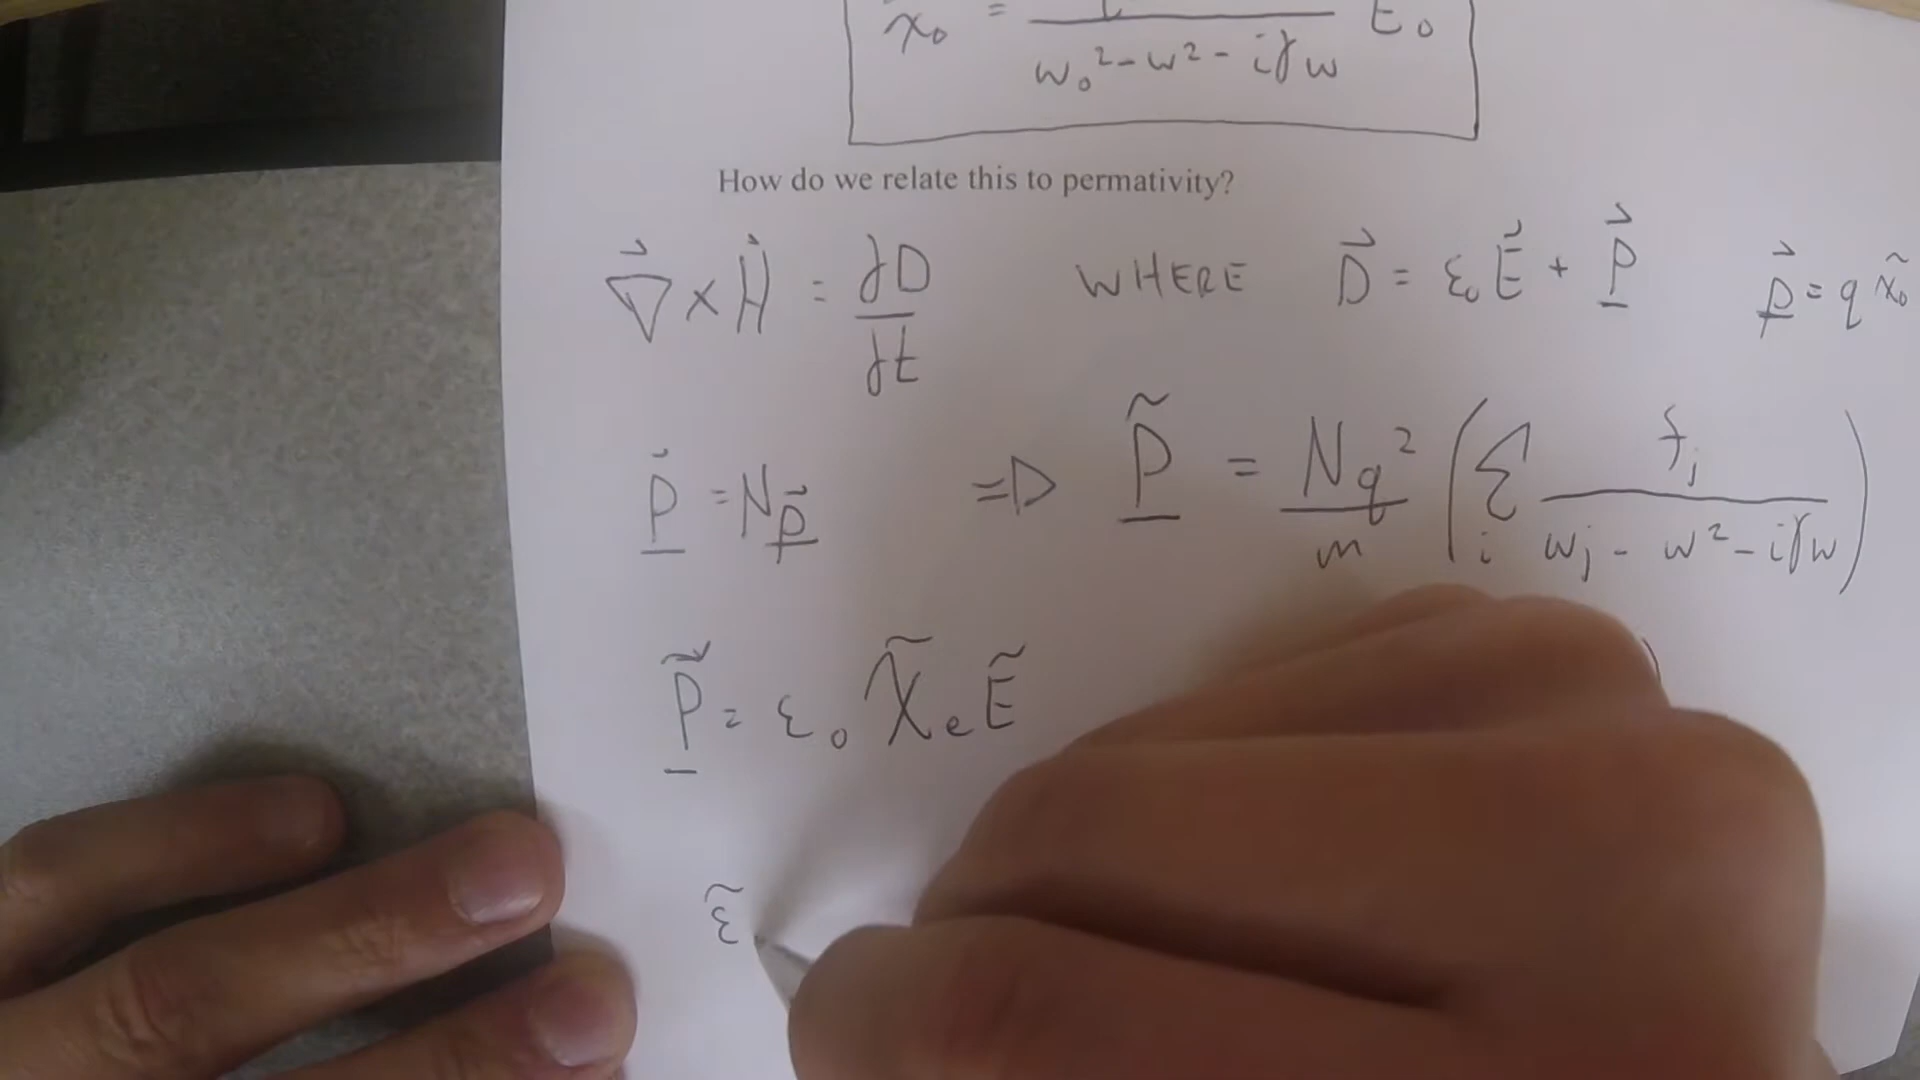 x̃₀ = / (ω₀² - ω² - iγω) E₀
How do we relate this to permativity?
∇⃗ × H⃗ = ∂D/∂t WHERE D⃗ = ε₀E⃗ + P⃗ p⃗ = q x̃₀
P⃗ = Np⃗ ⇒ P̃ = Nq²/m (Σᵢ fⱼ / (ωⱼ - ω² - iγω))
P̃ = ε₀ χ̃ₑ Ẽ
ε̃